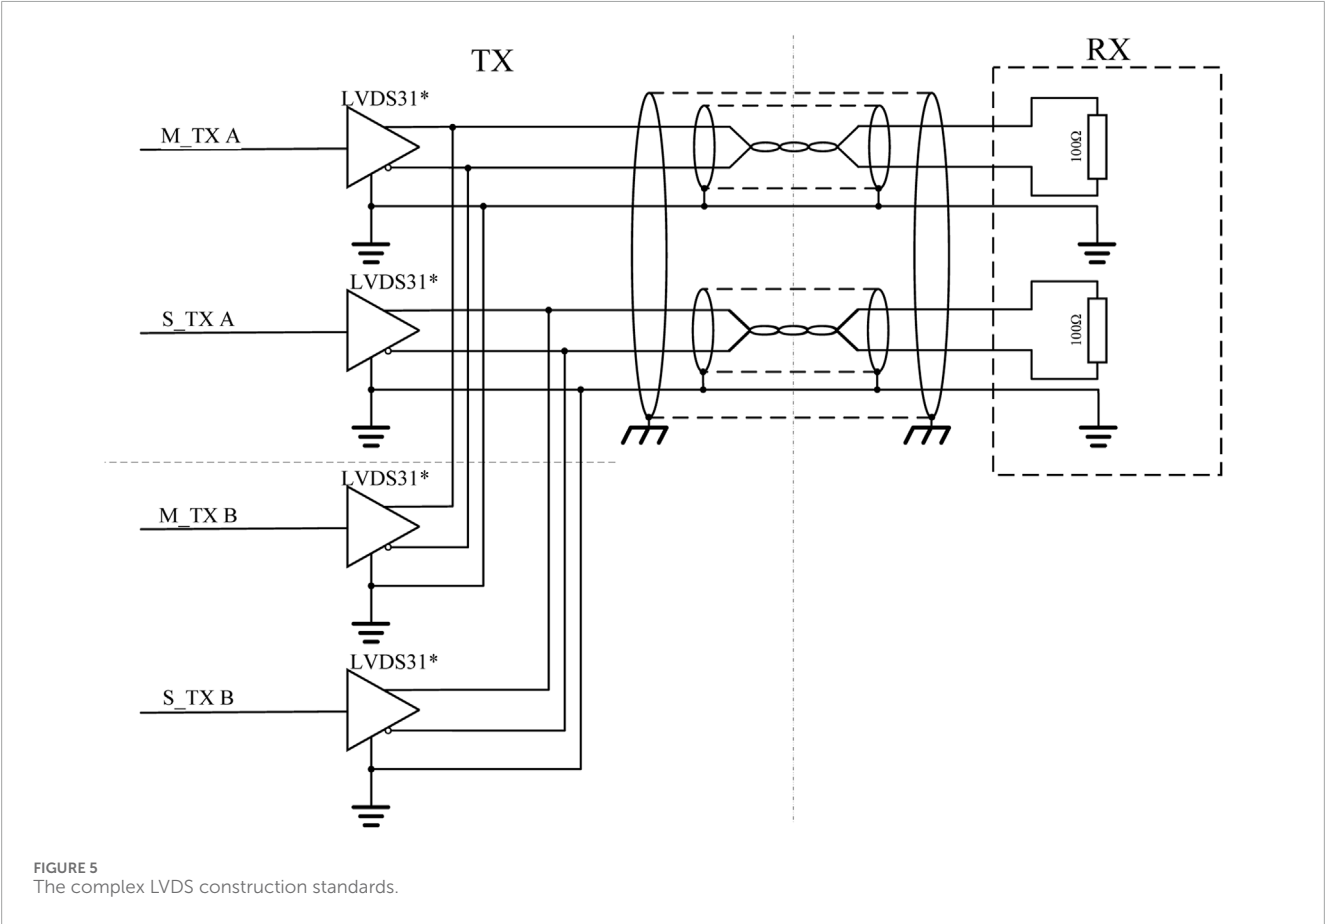 TX
RX
LVDS31*
M_TX A
100Ω
LVDS31*
S_TX A
100Ω
LVDS31*
M_TX B
LVDS31*
S_TX B
FIGURE 5
The complex LVDS construction standards.